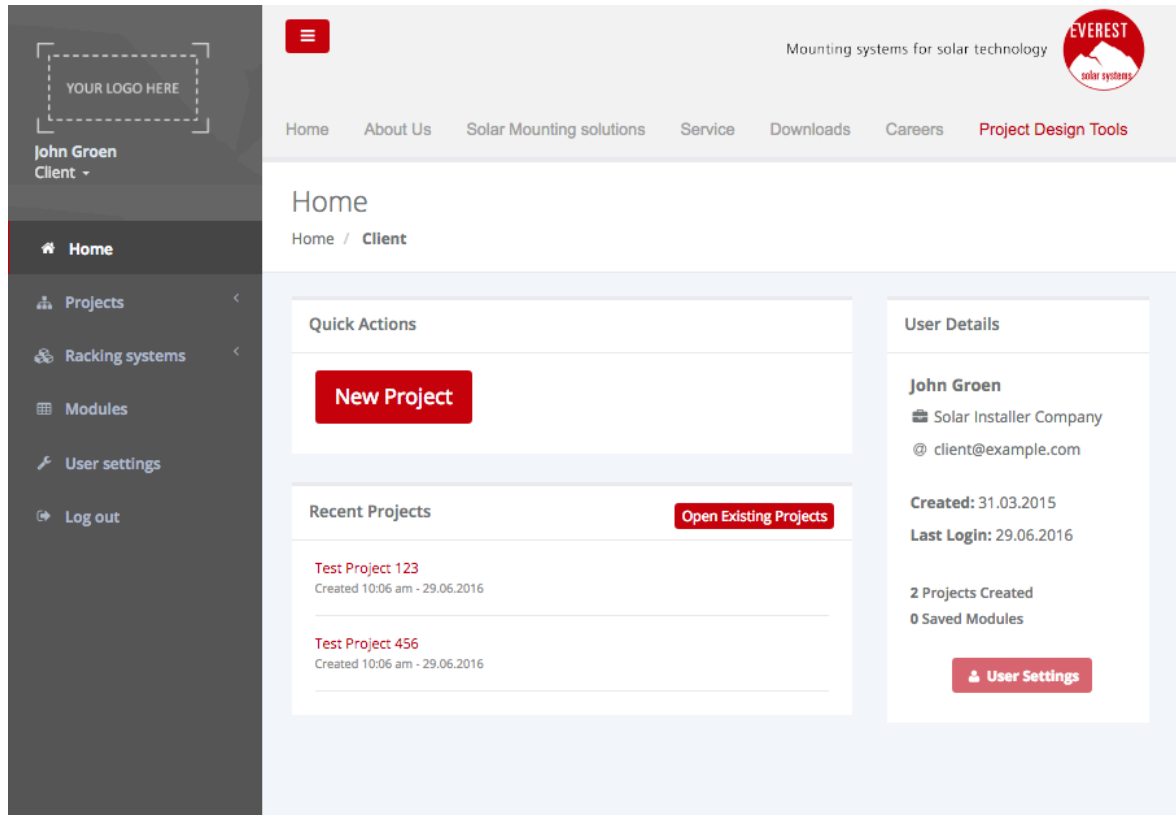 YOUR LOGO HERE
John Groen
Client
Home
Projects
Racking systems
Modules
User settings
Log out
Mounting systems for solar technology
EVEREST
solar systems
Home About Us Solar Mounting solutions Service Downloads Careers Project Design Tools
Home
Home / Client
Quick Actions
New Project
Recent Projects
Open Existing Projects
Test Project 123
Created 10:06 am - 29.06.2016
Test Project 456
Created 10:06 am - 29.06.2016
User Details
John Groen
Solar Installer Company
@ client@example.com
Created: 31.03.2015
Last Login: 29.06.2016
2 Projects Created
0 Saved Modules
User Settings